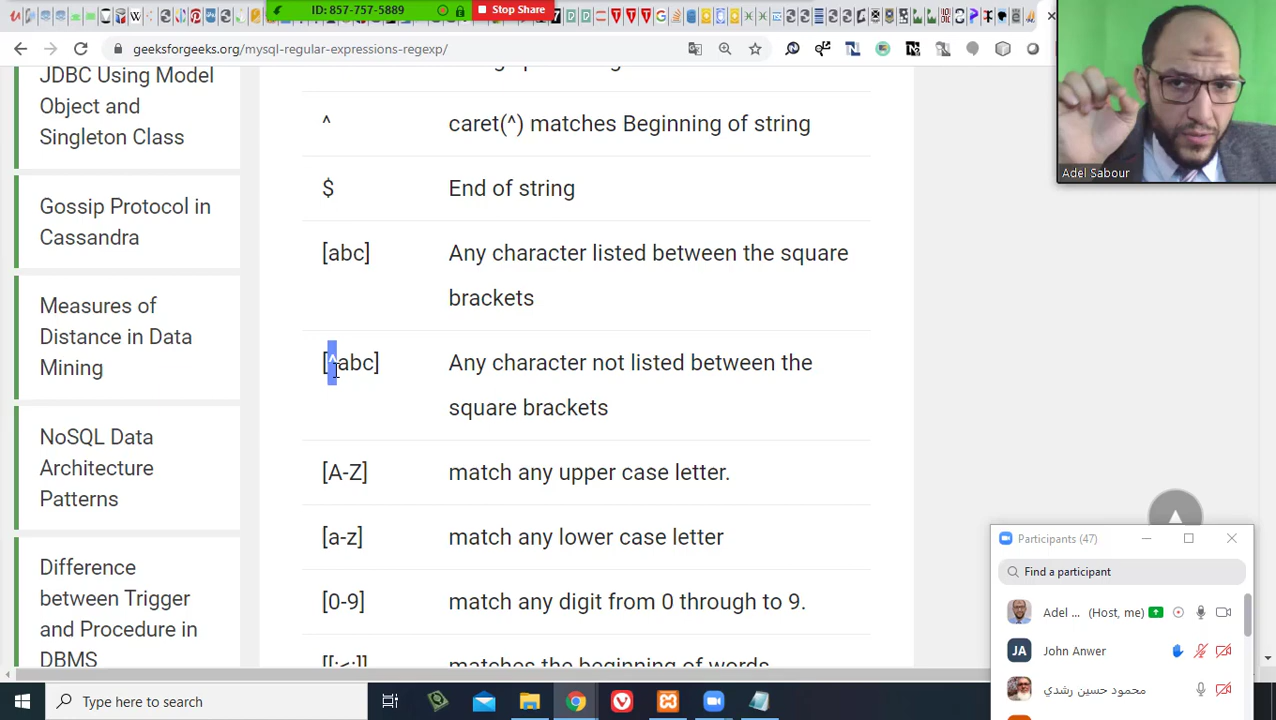 ID: 857-757-5889
Stop Share
geeksforgeeks.org/mysql-regular-expressions-regexp/
Adel Sabour
JDBC Using Model
Object and
Singleton Class
Gossip Protocol in
Cassandra
Measures of
Distance in Data
Mining
NoSQL Data
Architecture
Patterns
Difference
between Trigger
and Procedure in
DBMS
^ caret(^) matches Beginning of string
$ End of string
[abc] Any character listed between the square
brackets
[^abc] Any character not listed between the
square brackets
[A-Z] match any upper case letter.
[a-z] match any lower case letter
[0-9] match any digit from 0 through to 9.
[[:<:]] matches the beginning of words
Participants (47)
Find a participant
Adel ... (Host, me)
JA John Anwer
محمود حسين رشدي
Type here to search